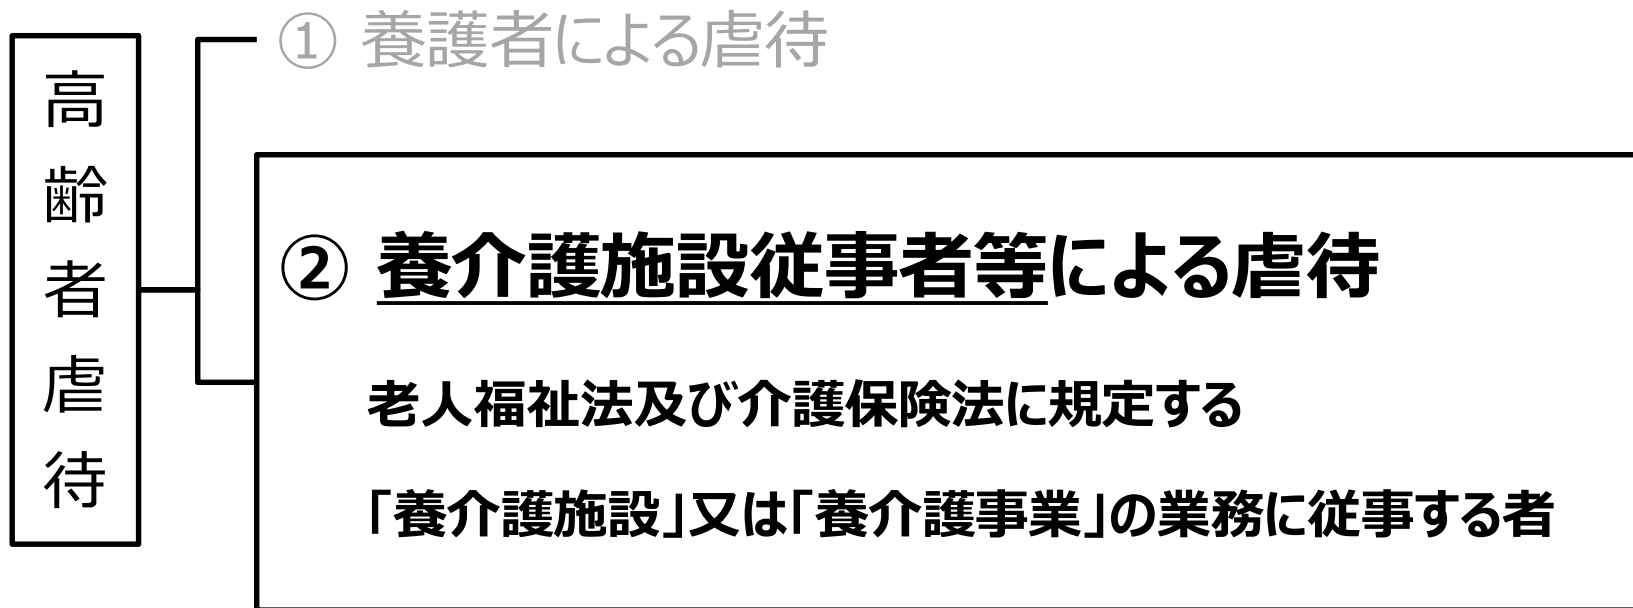 高齢者虐待
① 養護者による虐待
② 養介護施設従事者等による虐待
老人福祉法及び介護保険法に規定する
「養介護施設」又は「養介護事業」の業務に従事する者